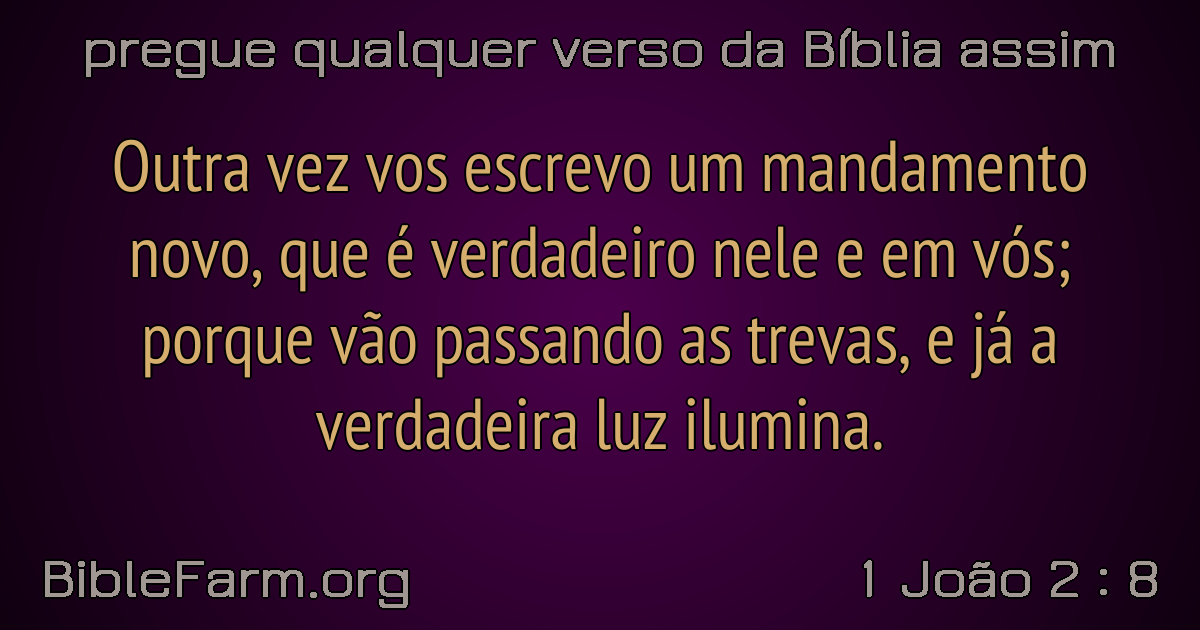 pregue qualquer verso da Bíblia assim
Outra vez vos escrevo um mandamento
novo, que é verdadeiro nele e em vós;
porque vão passando as trevas, e já a
verdadeira luz ilumina.
BibleFarm.org
1 João 2 : 8